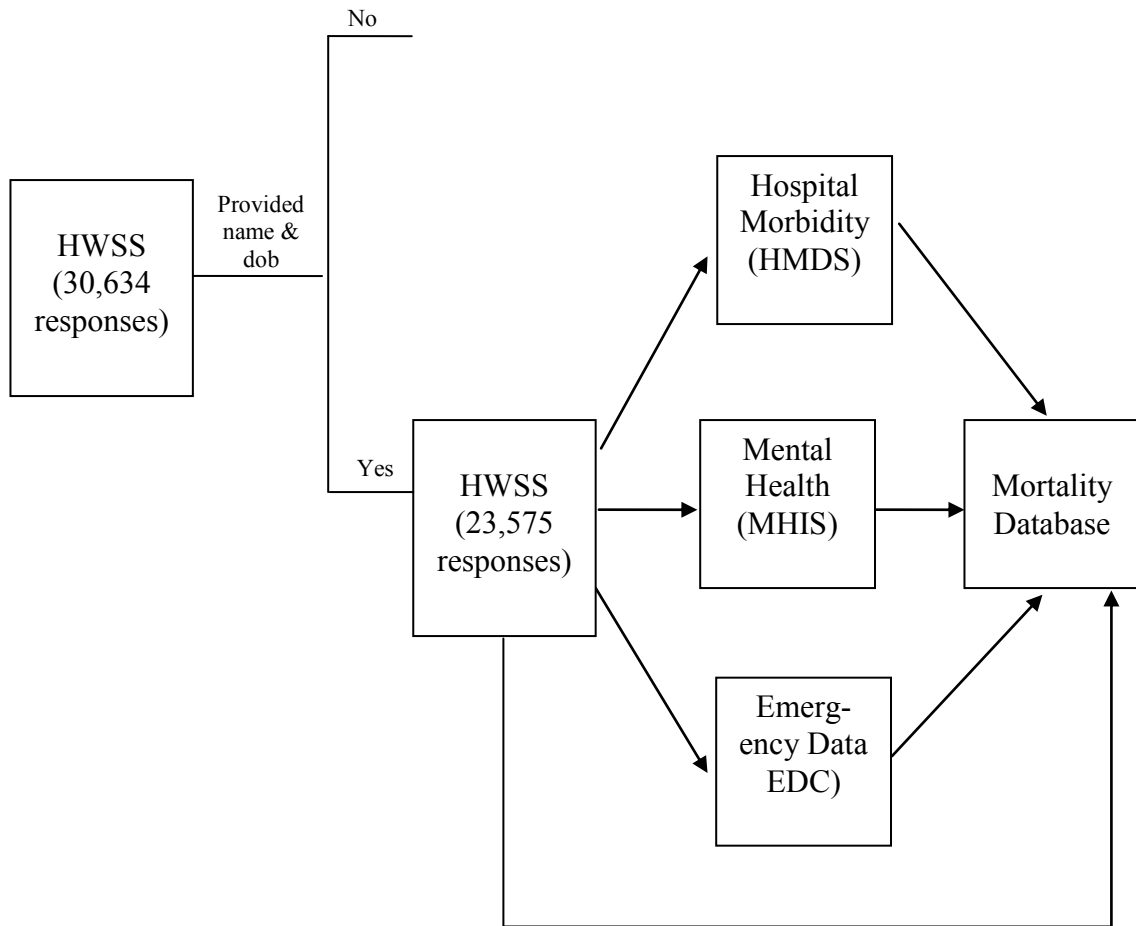 No
Provided
name &
dob
HWSS
(30,634
responses)
Yes
HWSS
(23,575
responses)
Hospital
Morbidity
(HMDS)
Mental
Health
(MHIS)
Emerg-
ency Data
EDC)
Mortality
Database